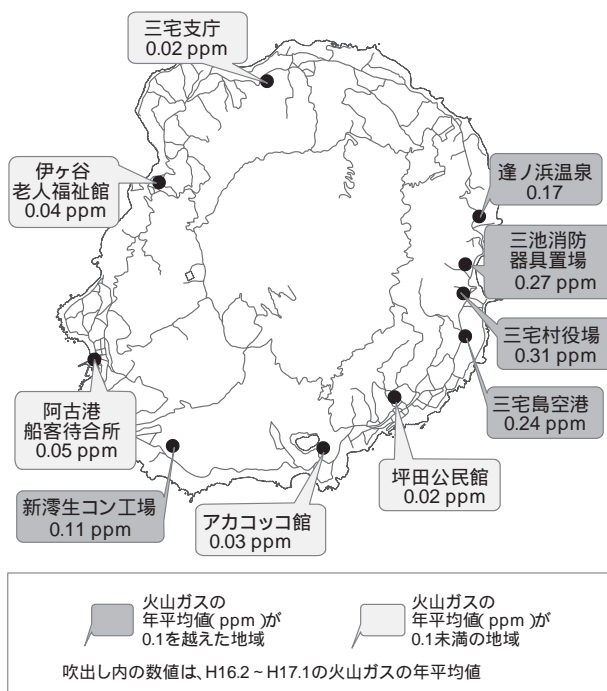 三宅支庁
0.02 ppm
伊ヶ谷
老人福祉館
0.04 ppm
逢ノ浜温泉
0.17
三池消防
器具置場
0.27 ppm
三宅村役場
0.31 ppm
三宅島空港
0.24 ppm
阿古港
船客待合所
0.05 ppm
坪田公民館
0.02 ppm
新澪生コン工場
0.11 ppm
アカコッコ館
0.03 ppm
火山ガスの
年平均値( ppm )が
0.1を越えた地域
火山ガスの
年平均値( ppm )が
0.1未満の地域
吹出し内の数値は、H16.2 ~ H17.1の火山ガスの年平均値